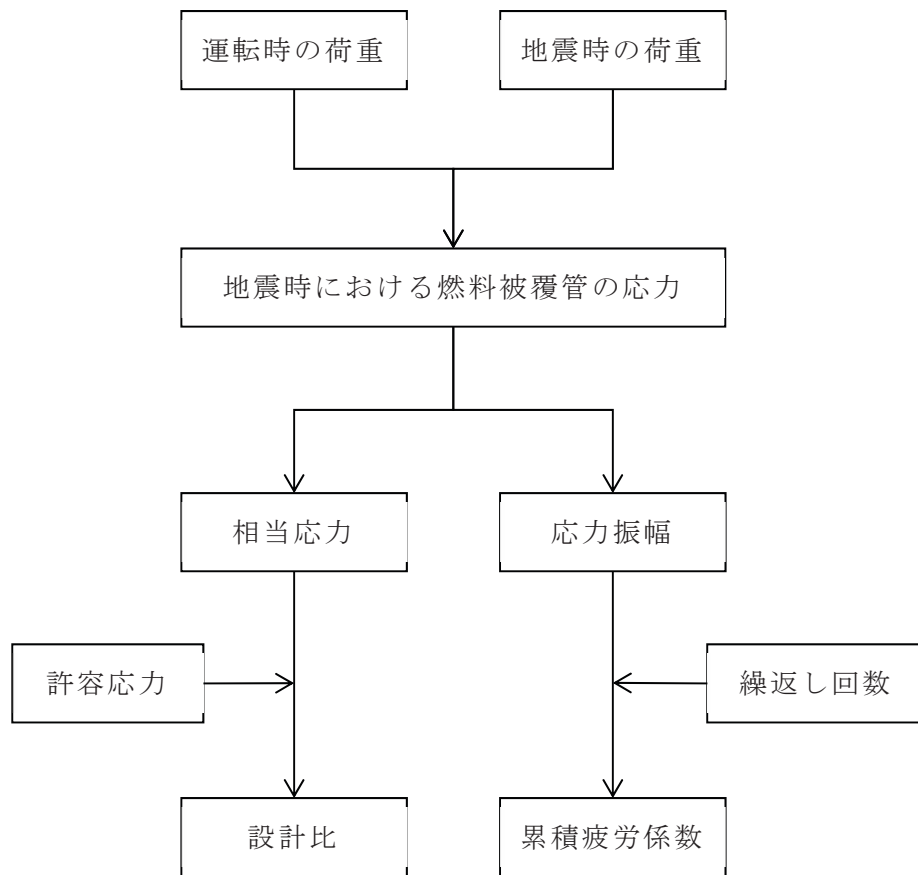 運転時の荷重
地震時の荷重
地震時における燃料被覆管の応力
相当応力
応力振幅
許容応力
繰返し回数
設計比
累積疲労係数